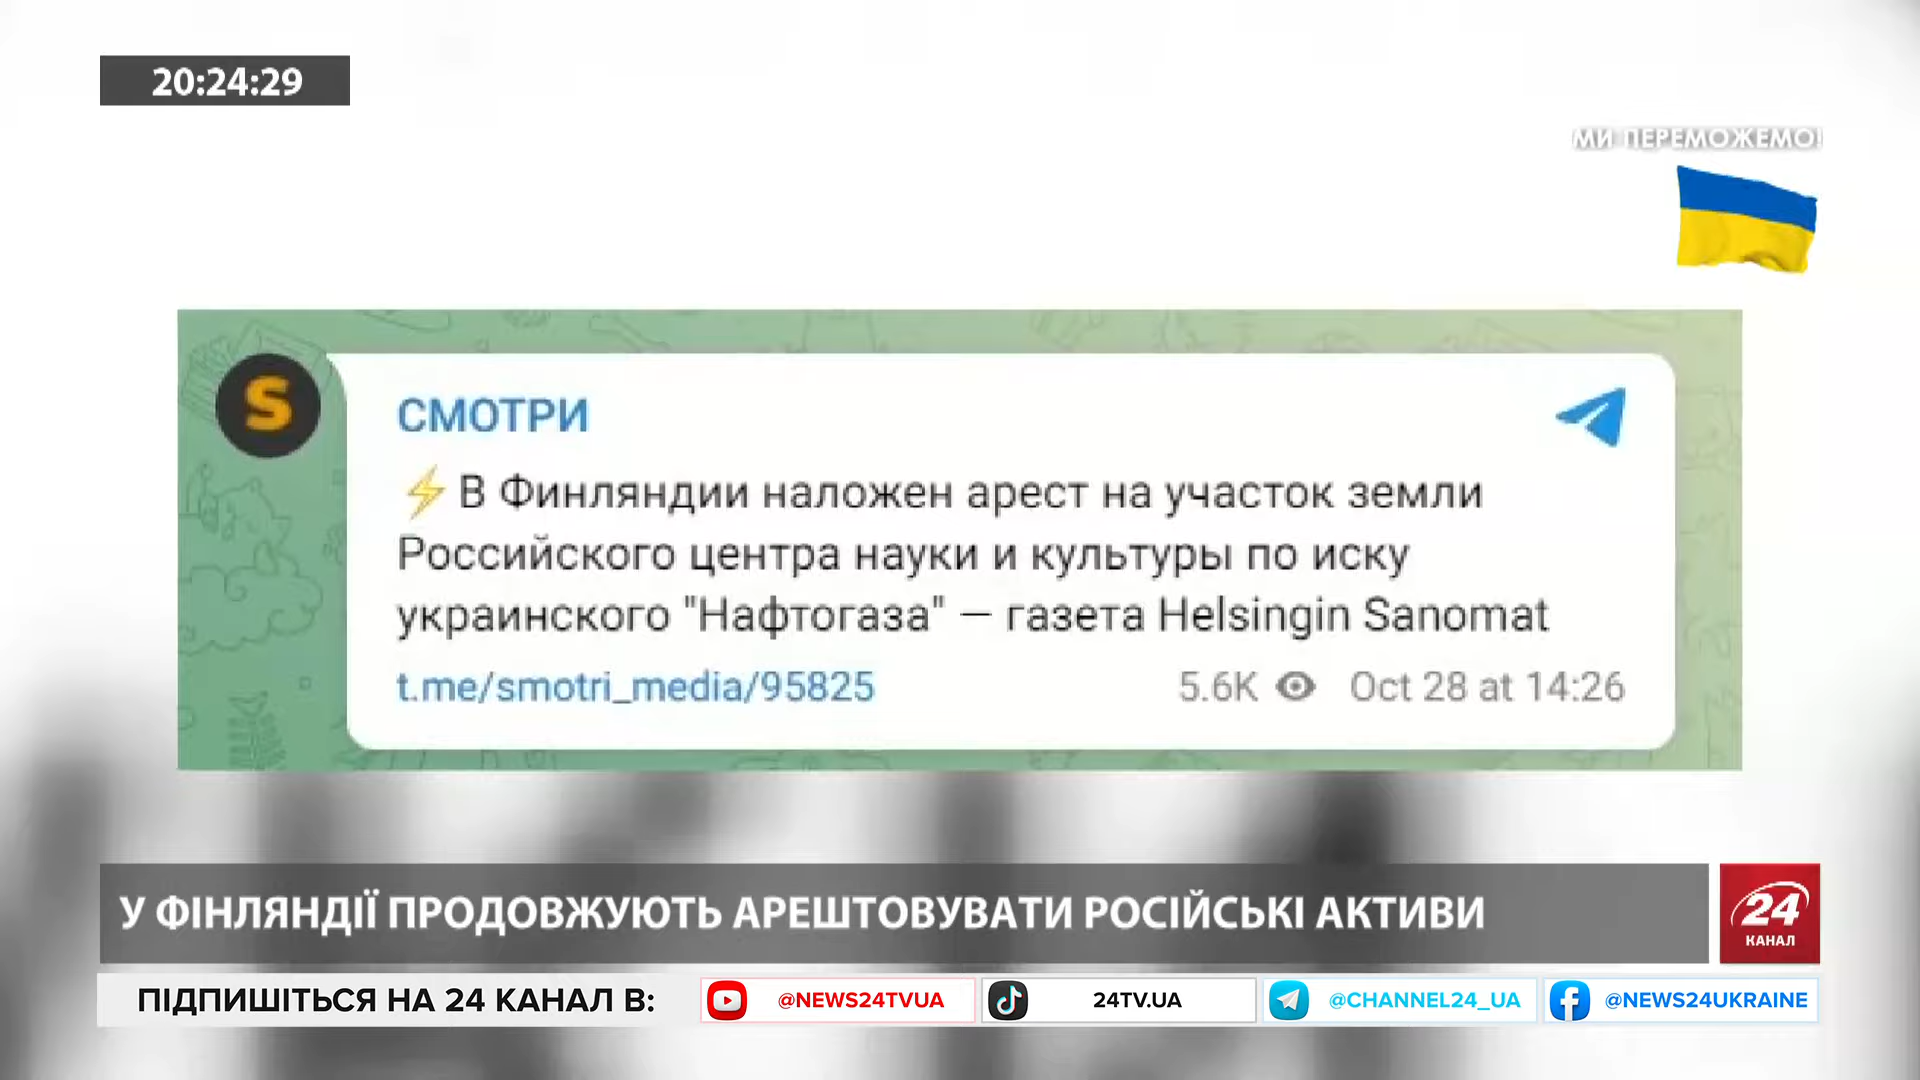 20:24:29
МИ ПЕРЕМОЖЕМО!
S
СМОТРИ
⚡В Финляндии наложен арест на участок земли
Российского центра науки и культуры по иску
украинского "Нафтогаза" — газета Helsingin Sanomat
t.me/smotri_media/95825 5.6K Oct 28 at 14:26
У ФІНЛЯНДІЇ ПРОДОВЖУЮТЬ АРЕШТОВУВАТИ РОСІЙСЬКІ АКТИВИ
24
КАНАЛ
ПІДПИШІТЬСЯ НА 24 КАНАЛ В: @NEWS24TVUA 24TV.UA @CHANNEL24_UA @NEWS24UKRAINE